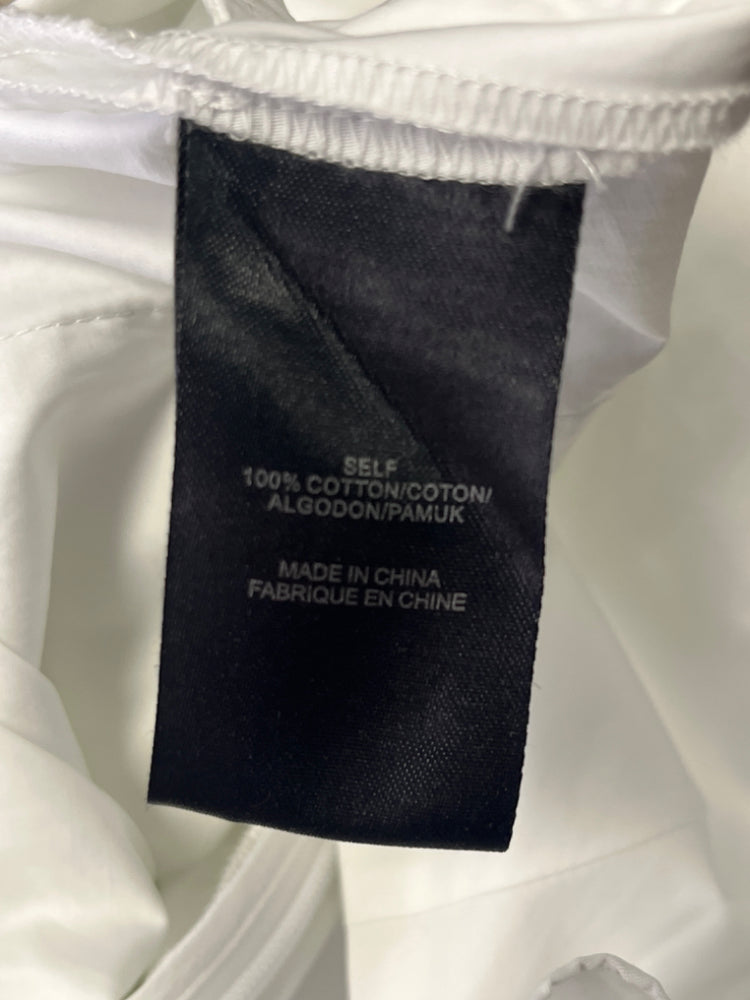 SELF
100% COTTON/COTON/
ALGODON/PAMUK
MADE IN CHINA
FABRIQUE EN CHINE